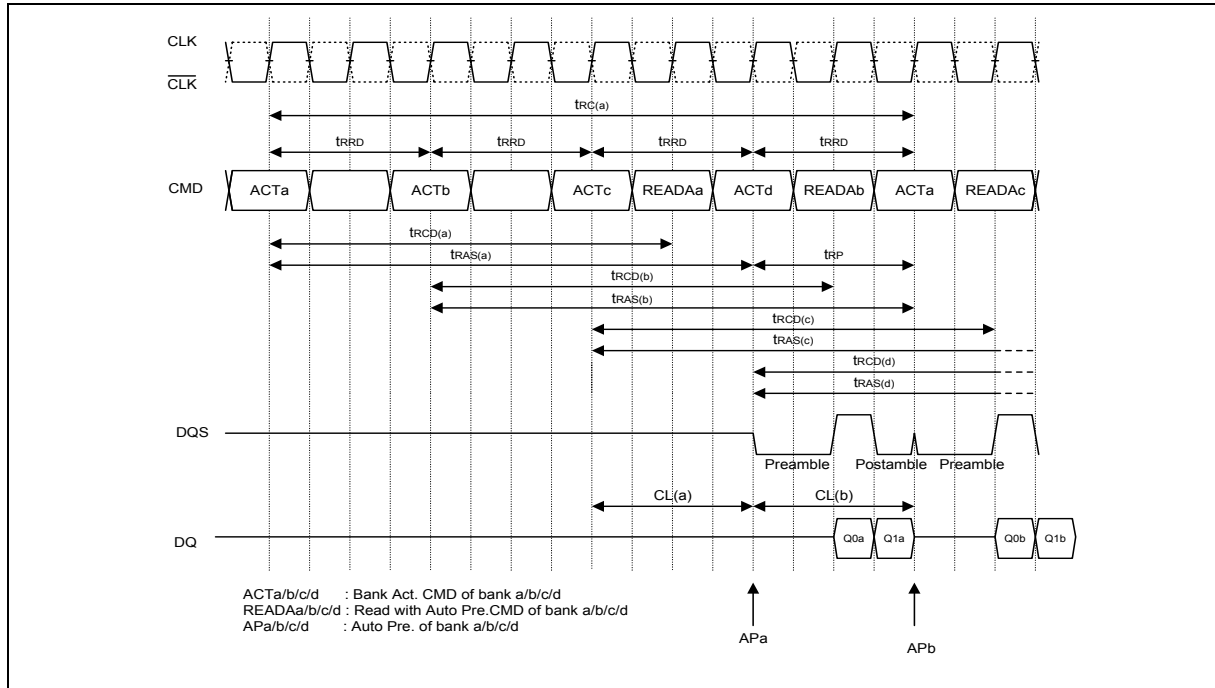 CLK
CLK
tRC(a)
tRRD tRRD tRRD tRRD
CMD ACTa ACTb ACTc READAa ACTd READAb ACTa READAc
tRCD(a)
tRAS(a) tRP
tRCD(b)
tRAS(b)
tRCD(c)
tRAS(c)
tRCD(d)
tRAS(d)
DQS
Preamble Postamble Preamble
CL(a) CL(b)
DQ Q0a Q1a Q0b Q1b
ACTa/b/c/d : Bank Act. CMD of bank a/b/c/d
READAa/b/c/d : Read with Auto Pre.CMD of bank a/b/c/d
APa/b/c/d : Auto Pre. of bank a/b/c/d
APa
APb